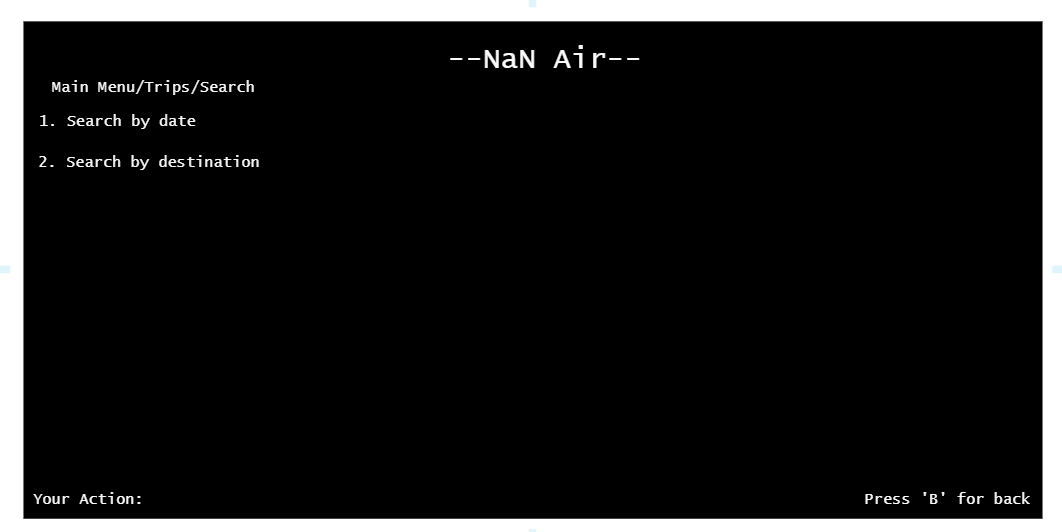 --NaN Air--
Main Menu/Trips/Search
1. Search by date
2. Search by destination
Your Action:
Press 'B' for back